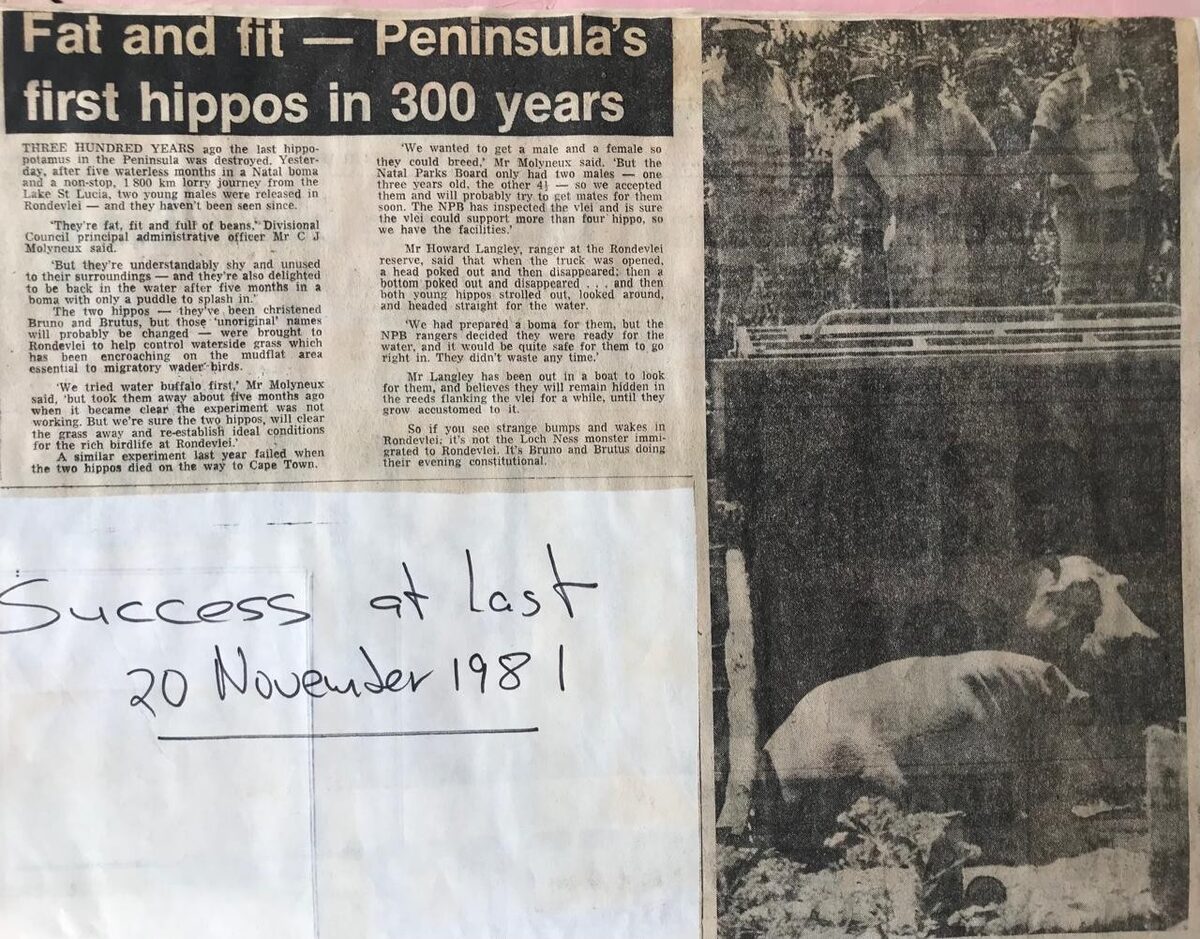 Fat and fit — Peninsula's
first hippos in 300 years
THREE HUNDRED YEARS ago the last hippo-
potamus in the Peninsula was destroyed. Yester-
day, after five waterless months in a Natal boma
and a non-stop, 1 800 km lorry journey from the
Lake St Lucia, two young males were released in
Rondevlei — and they haven't been seen since.
'They're fat, fit and full of beans,' Divisional
Council principal administrative officer Mr C J
Molyneux said.
'But they're understandably shy and unused
to their surroundings — and they're also delighted
to be back in the water after five months in a
boma with only a puddle to splash in.'
The two hippos — they've been christened
Bruno and Brutus, but those 'unoriginal' names
will probably be changed — were brought to
Rondevlei to help control waterside grass which
has been encroaching on the mudflat area
essential to migratory wader birds.
'We tried water buffalo first,' Mr Molyneux
said, 'but took them away about five months ago
when it became clear the experiment was not
working. But we're sure the two hippos, will clear
the grass away and re-establish ideal conditions
for the rich birdlife at Rondevlei.'
A similar experiment last year failed when
the two hippos died on the way to Cape Town.
'We wanted to get a male and a female so
they could breed,' Mr Molyneux said. 'But the
Natal Parks Board only had two males — one
three years old, the other 4½ — so we accepted
them and will probably try to get mates for them
soon. The NPB has inspected the vlei and is sure
the vlei could support more than four hippo, so
we have the facilities.'
Mr Howard Langley, ranger at the Rondevlei
reserve, said that when the truck was opened,
a head poked out and then disappeared; then a
bottom poked out and disappeared . . . and then
both young hippos strolled out, looked around,
and headed straight for the water.
'We had prepared a boma for them, but the
NPB rangers decided they were ready for the
water, and it would be quite safe for them to go
right in. They didn't waste any time.'
Mr Langley has been out in a boat to look
for them, and believes they will remain hidden in
the reeds flanking the vlei for a while, until they
grow accustomed to it.
So if you see strange bumps and wakes in
Rondevlei; it's not the Loch Ness monster immi-
grated to Rondevlei. It's Bruno and Brutus doing
their evening constitutional.
Success at last
20 November 1981